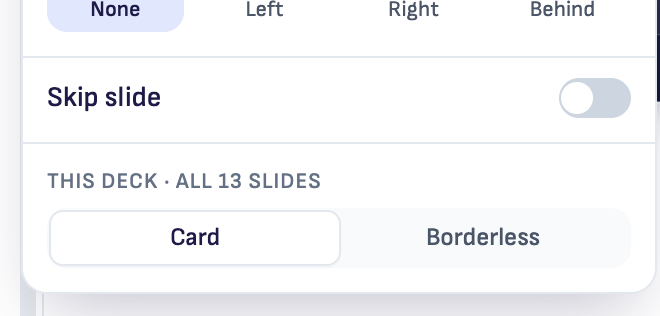 None Left Right Behind
Skip slide
THIS DECK · ALL 13 SLIDES
Card Borderless